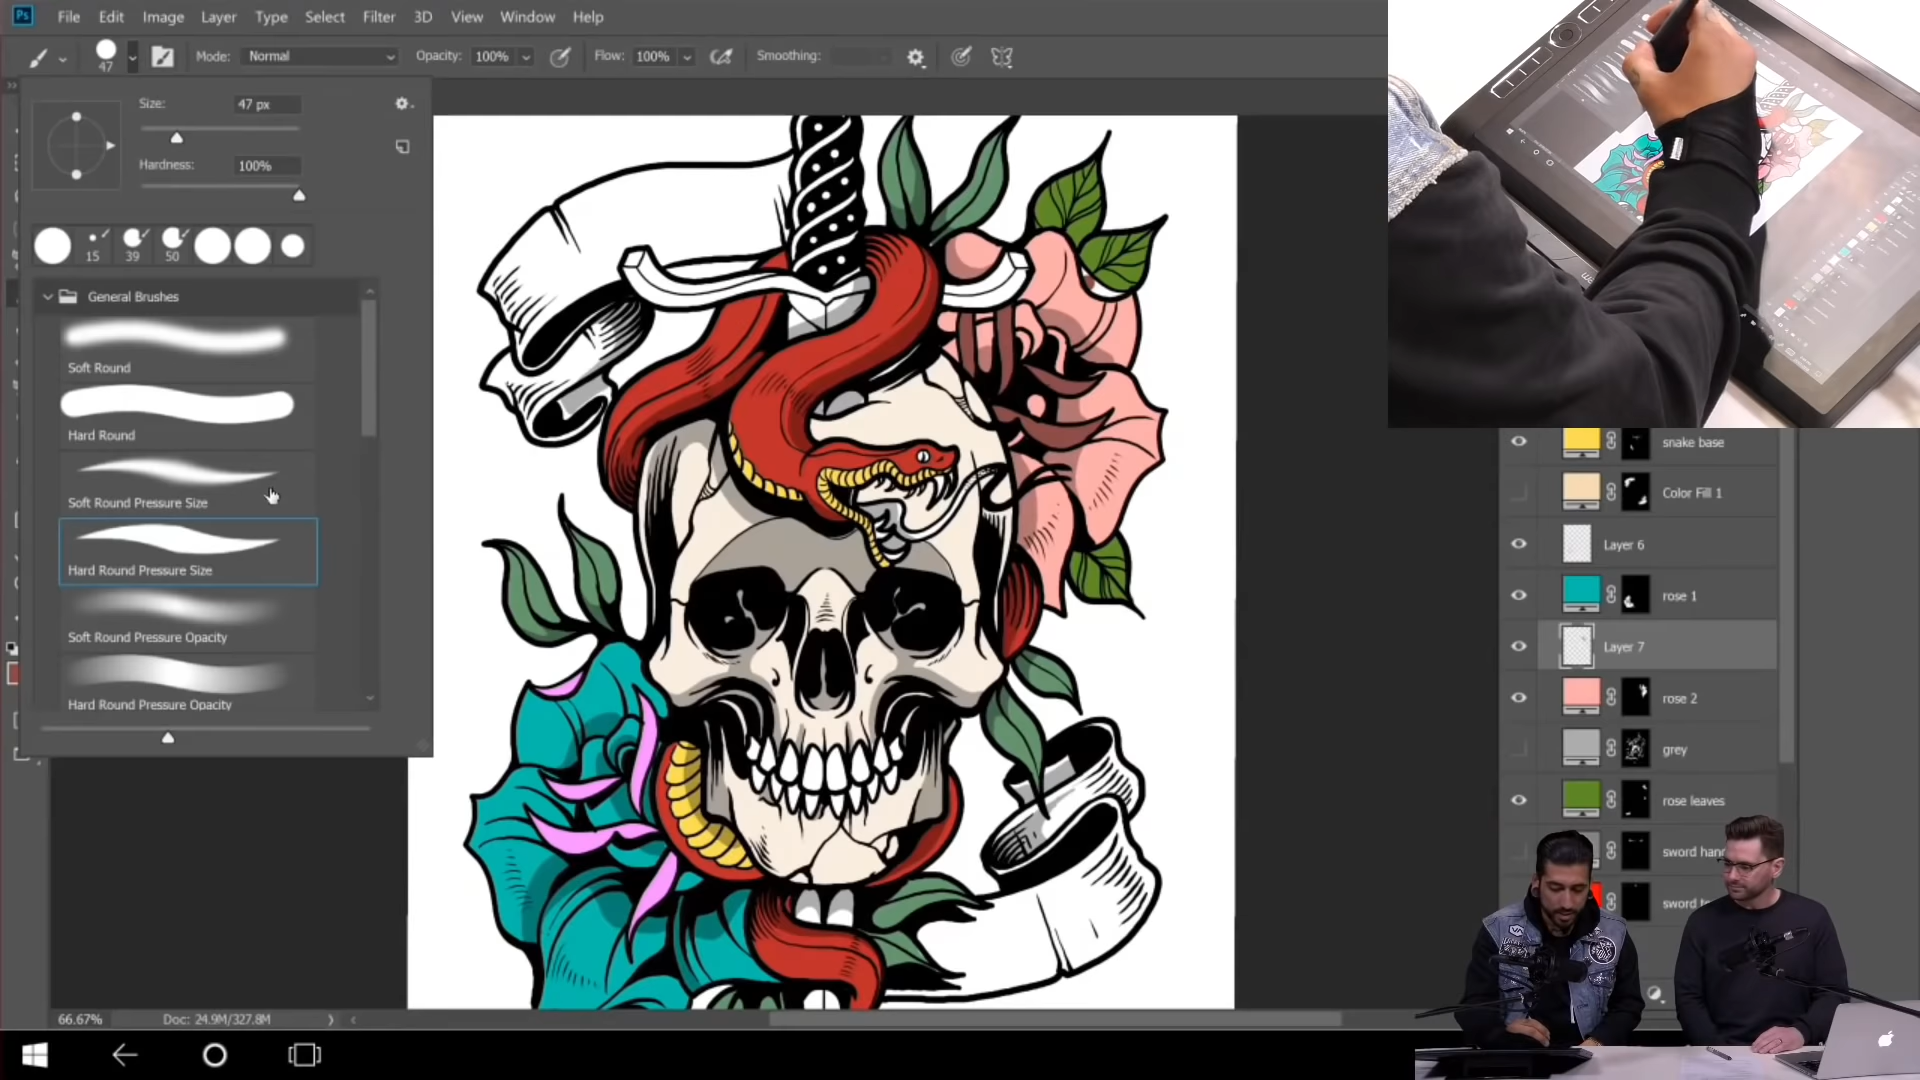 Ps File Edit Image Layer Type Select Filter 3D View Window Help
47 Mode: Normal Opacity: 100% Flow: 100% Smoothing:
Size: 47 px
Hardness: 100%
15 39 50
General Brushes
Soft Round
Hard Round
Soft Round Pressure Size
Hard Round Pressure Size
Soft Round Pressure Opacity
Hard Round Pressure Opacity
snake base
Color Fill 1
Layer 6
rose 1
Layer 7
rose 2
grey
rose leaves
sword
sword
66.67% Doc: 24.9M/327.8M